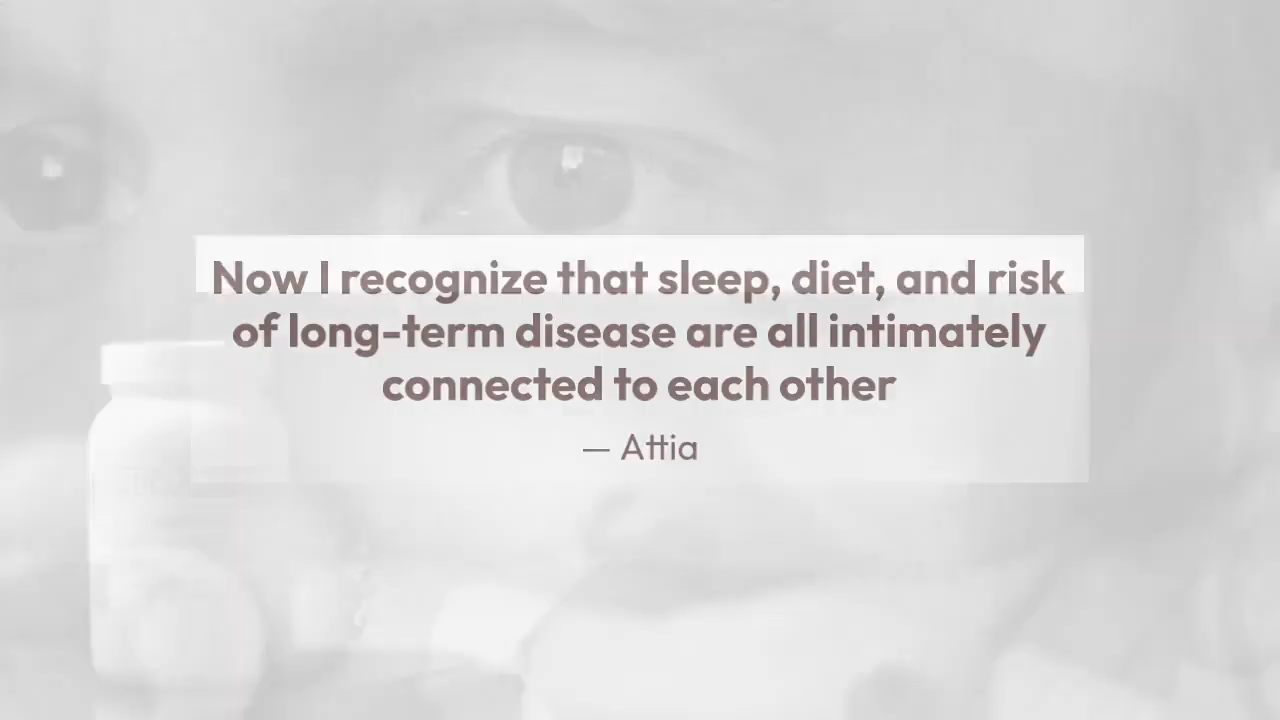 Now I recognize that sleep, diet, and risk
of long-term disease are all intimately
connected to each other
— Attia